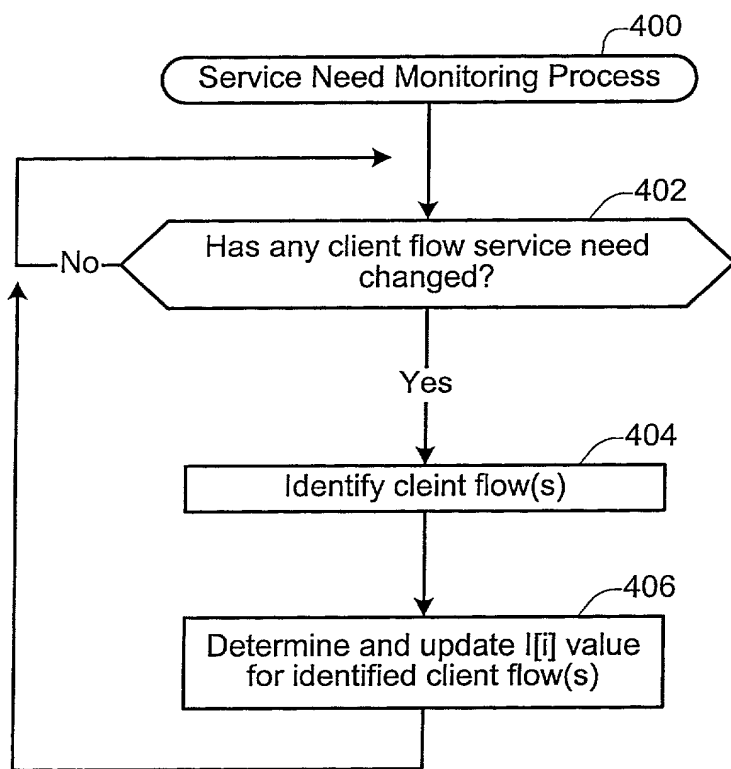 400
Service Need Monitoring Process
402
Has any client flow service need
changed?
No
Yes
404
Identify cleint flow(s)
406
Determine and update I[i] value
for identified client flow(s)